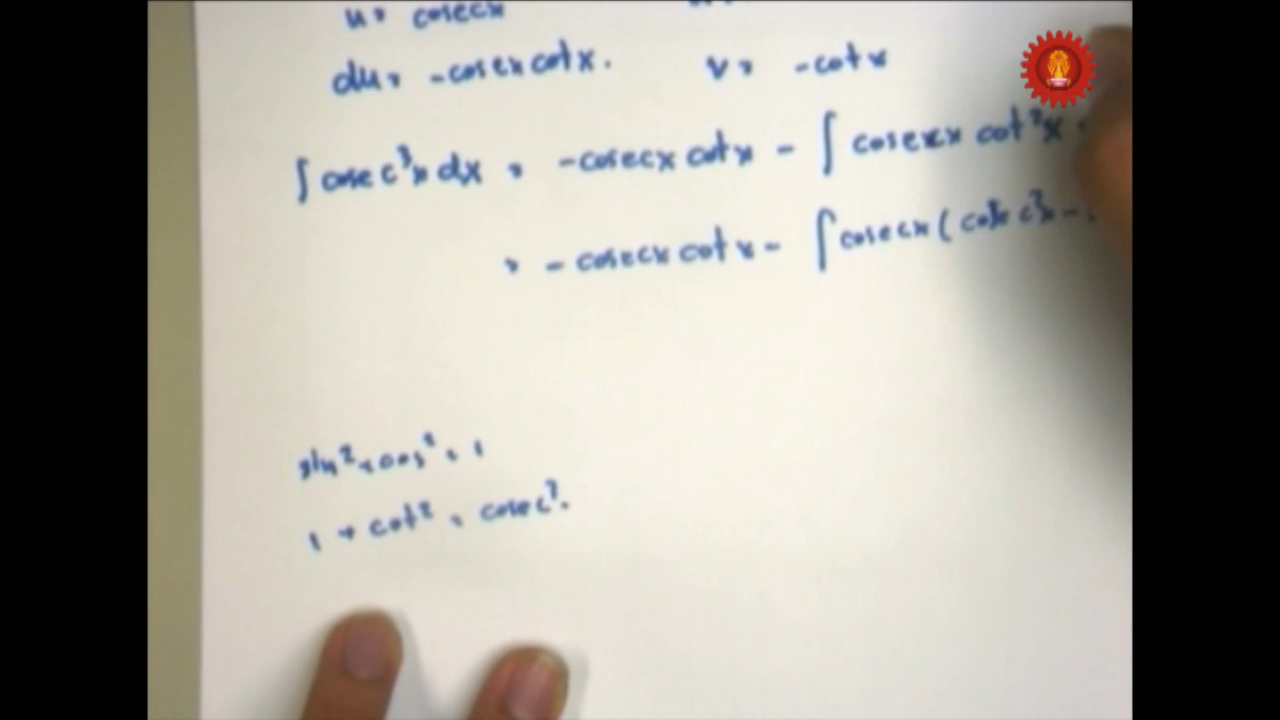 u = cosecx
du = -cosecx cotx. v = -cotx
∫ cosec³x dx = -cosecx cotx - ∫ cosecx cot²x
= -cosecx cotx - ∫ cosecx (cosec²x -
sin² + cos² = 1
1 + cot² = cosec².